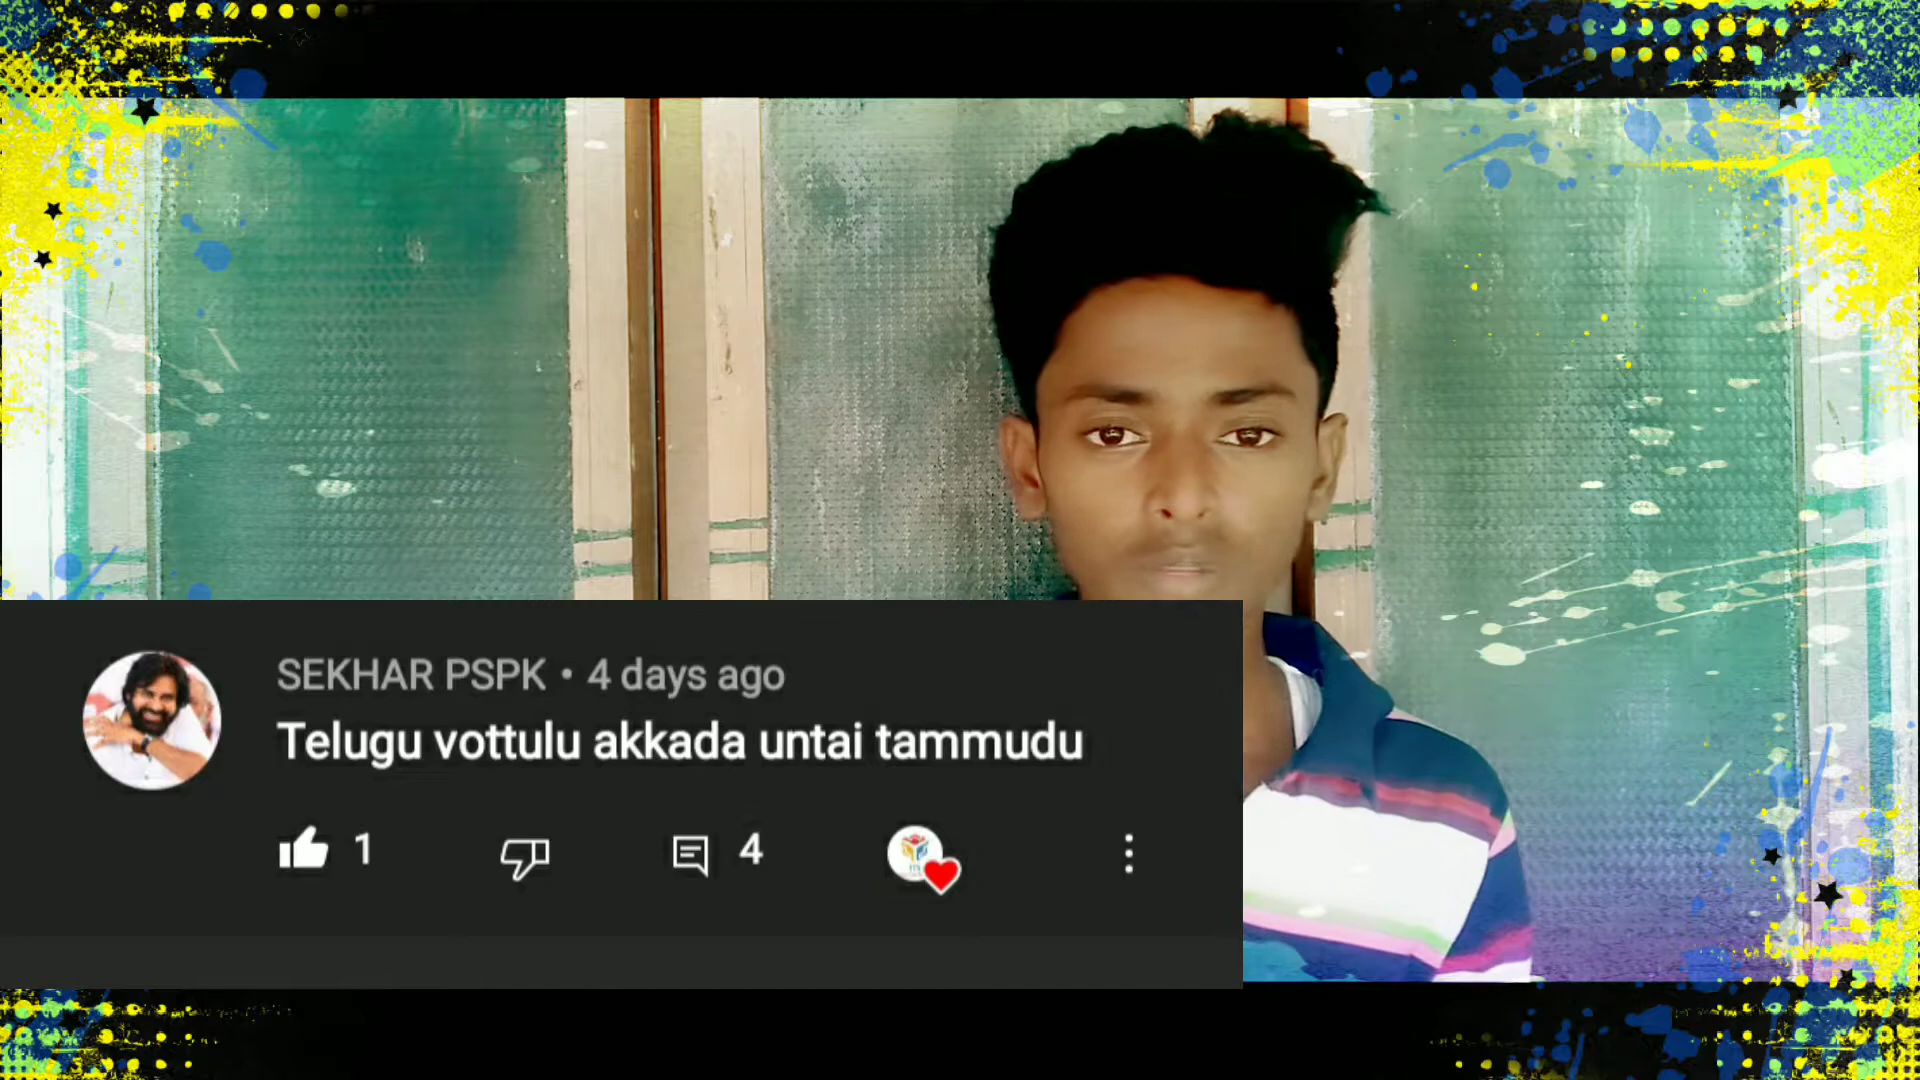 SEKHAR PSPK • 4 days ago
Telugu vottulu akkada untai tammudu
1
4